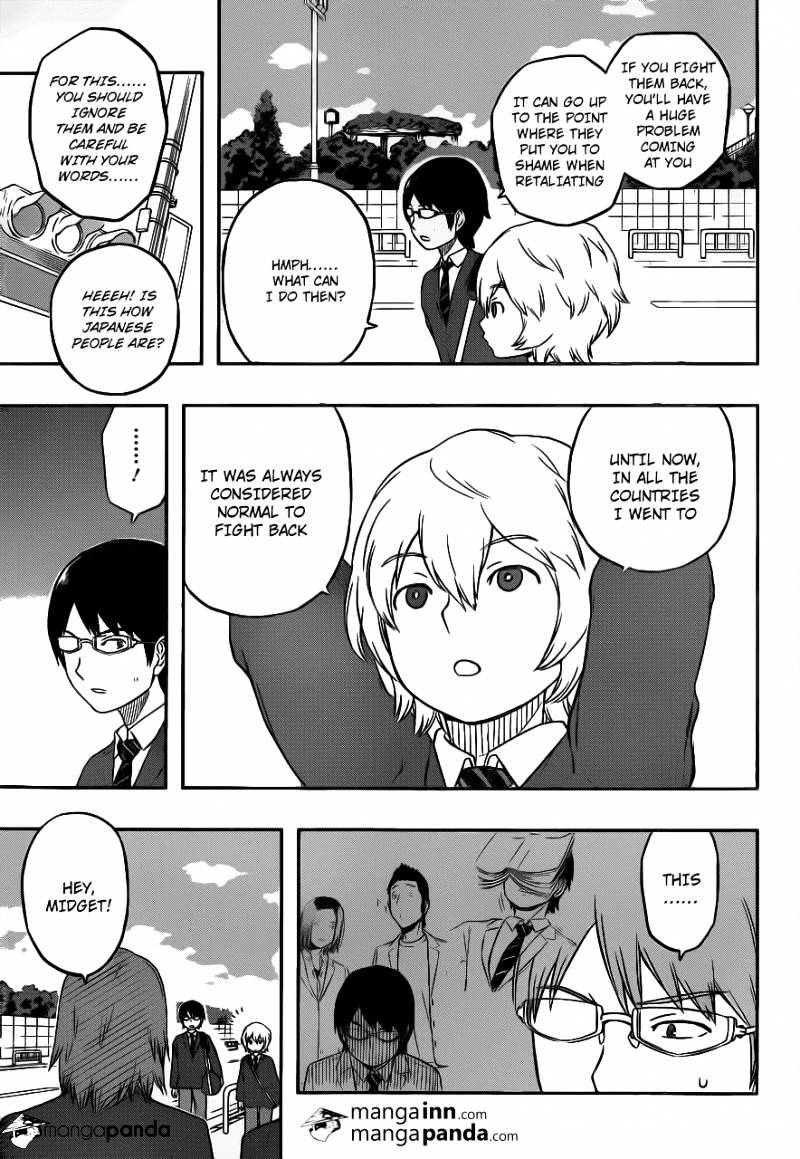 IF YOU FIGHT
THEM BACK,
YOU'LL HAVE
A HUGE
PROBLEM
COMING
AT YOU
IT CAN GO UP
TO THE POINT
WHERE THEY
PUT YOU TO
SHAME WHEN
RETALIATING
HMPH......
WHAT CAN
I DO THEN?
FOR THIS......
YOU SHOULD
IGNORE
THEM AND BE
CAREFUL
WITH YOUR
WORDS......
HEEEH! IS
THIS HOW
JAPANESE
PEOPLE ARE?
UNTIL NOW,
IN ALL THE
COUNTRIES
I WENT TO
IT WAS ALWAYS
CONSIDERED
NORMAL TO
FIGHT BACK
......!
THIS
......
HEY,
MIDGET!
mangapanda
mangainn.com
mangapanda.com